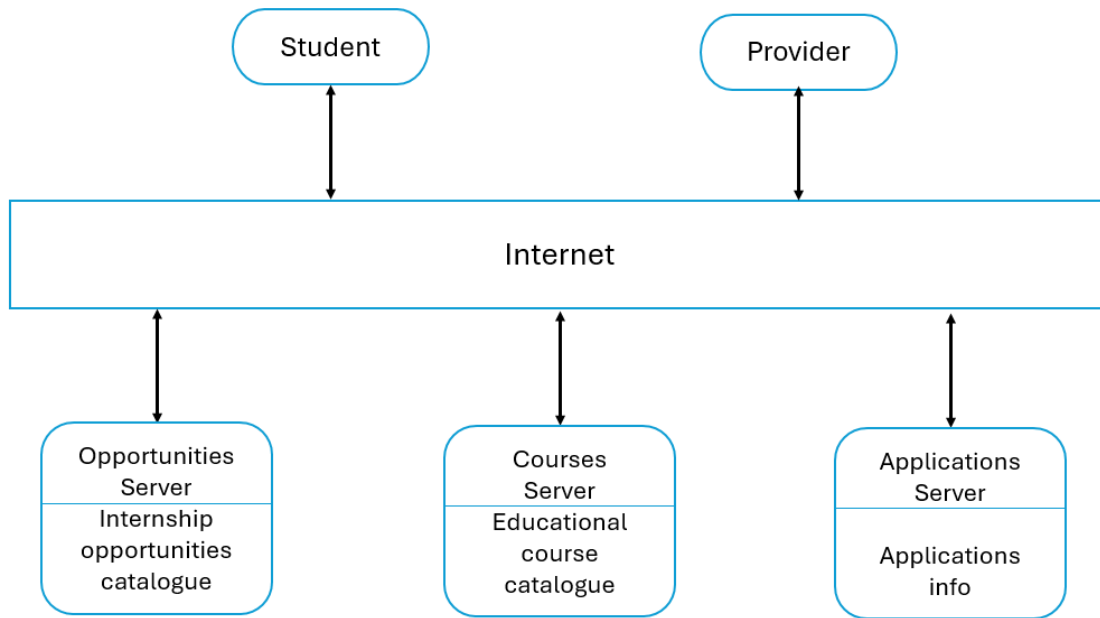 Student
Provider
Internet
Opportunities
Server
Internship
opportunities
catalogue
Courses
Server
Educational
course
catalogue
Applications
Server
Applications
info